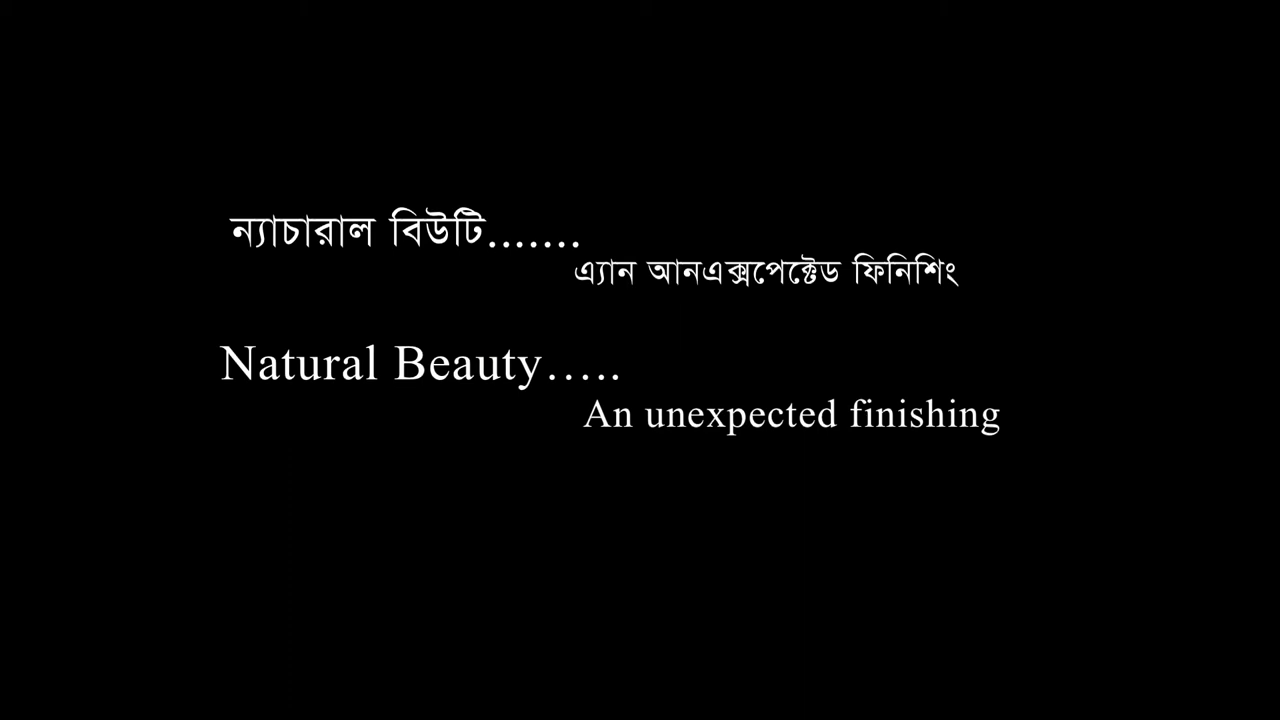 ন্যাচারাল বিউটি.......
এ্যান আনএক্সপেক্টেড ফিনিশিং
Natural Beauty…..
An unexpected finishing